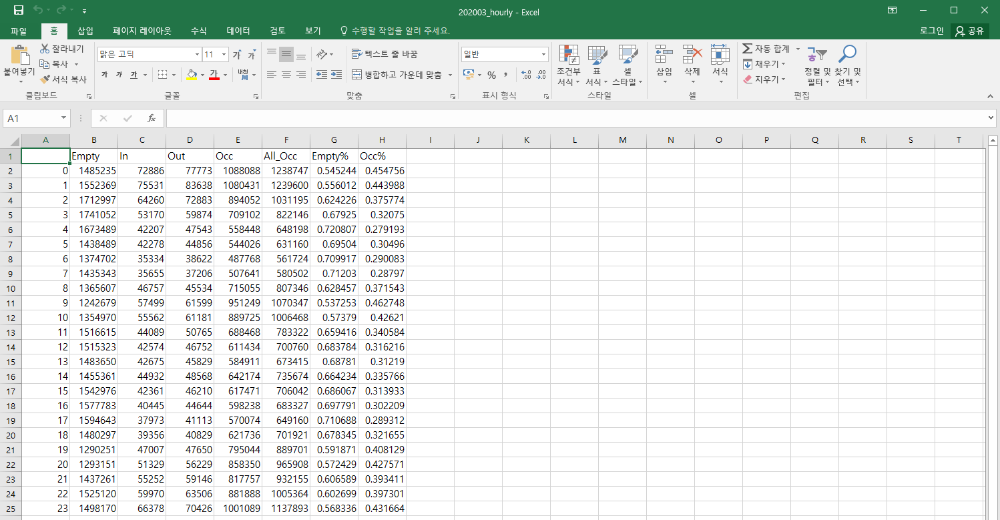 202003_hourly - Excel
파일 홈 삽입 페이지 레이아웃 수식 데이터 검토 보기 수행할 작업을 알려 주세요. 로그인 공유
붙여넣기 잘라내기 복사 서식 복사 클립보드
맑은 고딕 11 가 가 가 가 가 가 내천 川 글꼴
텍스트 줄 바꿈 병합하고 가운데 맞춤 맞춤
일반 % , .00 .00 표시 형식
조건부 서식 표 서식 셀 스타일 스타일
삽입 삭제 서식 셀
자동 합계 채우기 지우기 정렬 및 필터 찾기 및 선택 편집
A1 fx
A B C D E F G H I J K L M N O P Q R S T
1 Empty In Out Occ All_Occ Empty% Occ%
2 0 1485235 72886 77773 1088088 1238747 0.545244 0.454756
3 1 1552369 75531 83638 1080431 1239600 0.556012 0.443988
4 2 1712997 64260 72883 894052 1031195 0.624226 0.375774
5 3 1741052 53170 59874 709102 822146 0.67925 0.32075
6 4 1673489 42207 47543 558448 648198 0.720807 0.279193
7 5 1438489 42278 44856 544026 631160 0.69504 0.30496
8 6 1374702 35334 38622 487768 561724 0.709917 0.290083
9 7 1435343 35655 37206 507641 580502 0.71203 0.28797
10 8 1365607 46757 45534 715055 807346 0.628457 0.371543
11 9 1242679 57499 61599 951249 1070347 0.537253 0.462748
12 10 1354970 55562 61181 889725 1006468 0.57379 0.42621
13 11 1516615 44089 50765 688468 783322 0.659416 0.340584
14 12 1515323 42574 46752 611434 700760 0.683784 0.316216
15 13 1483650 42675 45829 584911 673415 0.68781 0.31219
16 14 1455361 44932 48568 642174 735674 0.664234 0.335766
17 15 1542976 42361 46210 617471 706042 0.686067 0.313933
18 16 1577783 40445 44644 598238 683327 0.697791 0.302209
19 17 1594643 37973 41113 570074 649160 0.710688 0.289312
20 18 1480297 39356 40829 621736 701921 0.678345 0.321655
21 19 1290251 47007 47650 795044 889701 0.591871 0.408129
22 20 1293151 51329 56229 858350 965908 0.572429 0.427571
23 21 1437261 55252 59146 817757 932155 0.606589 0.393411
24 22 1525120 59970 63506 881888 1005364 0.602699 0.397301
25 23 1498170 66378 70426 1001089 1137893 0.568336 0.431664